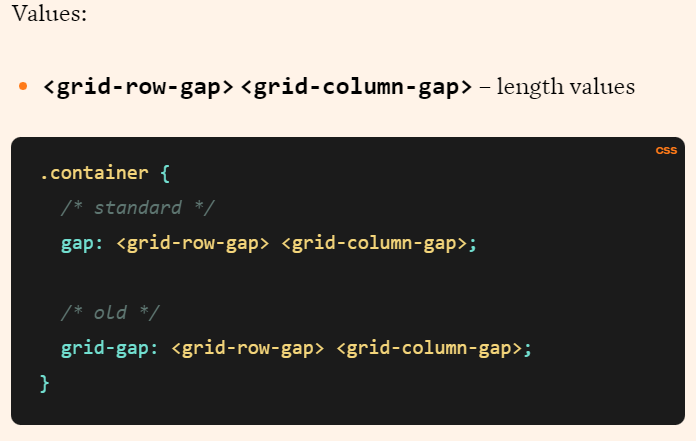 Values:
<grid-row-gap> <grid-column-gap> – length values
css
.container {
/* standard */
gap: <grid-row-gap> <grid-column-gap>;
/* old */
grid-gap: <grid-row-gap> <grid-column-gap>;
}